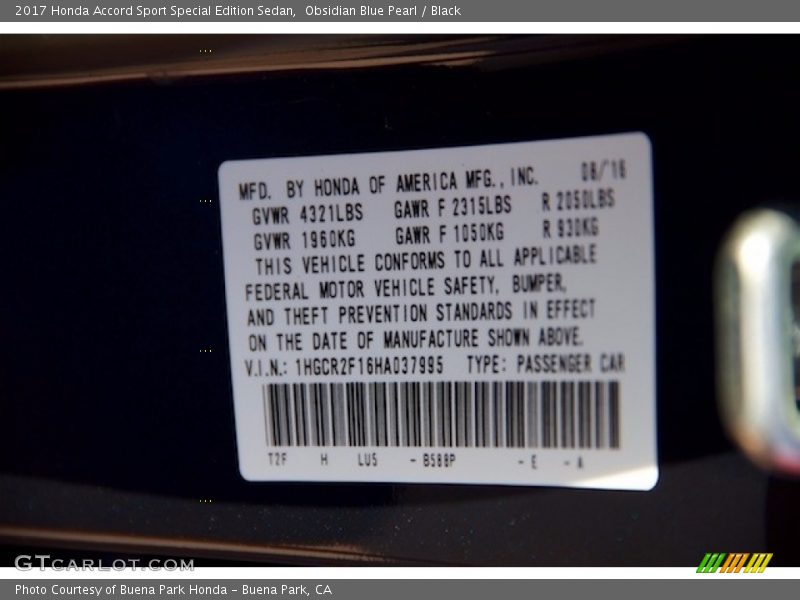 2017 Honda Accord Sport Special Edition Sedan,  Obsidian Blue Pearl / Black
MFD. BY HONDA OF AMERICA MFG., INC. 08/16
GVWR 4321LBS GAWR F 2315LBS R 2050LBS
GVWR 1960KG GAWR F 1050KG R 930KG
THIS VEHICLE CONFORMS TO ALL APPLICABLE
FEDERAL MOTOR VEHICLE SAFETY, BUMPER,
AND THEFT PREVENTION STANDARDS IN EFFECT
ON THE DATE OF MANUFACTURE SHOWN ABOVE.
V.I.N.: 1HGCR2F16HA037995 TYPE: PASSENGER CAR
T2F H LUS - B588P - E - A
GTCARLOT.COM
Photo Courtesy of Buena Park Honda – Buena Park, CA